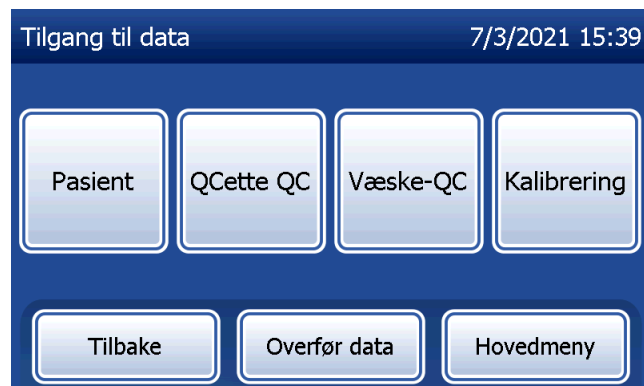 Tilgang til data 7/3/2021 15:39
Pasient QCette QC Væske-QC Kalibrering
Tilbake Overfør data Hovedmeny